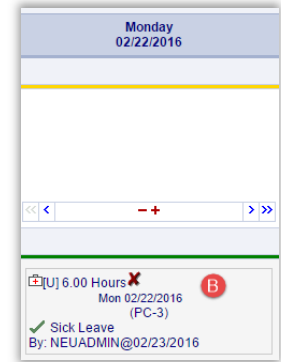 Monday
02/22/2016
<< < −+ > >>
[U] 6.00 Hours B
Mon 02/22/2016
(PC-3)
Sick Leave
By: NEUADMIN@02/23/2016